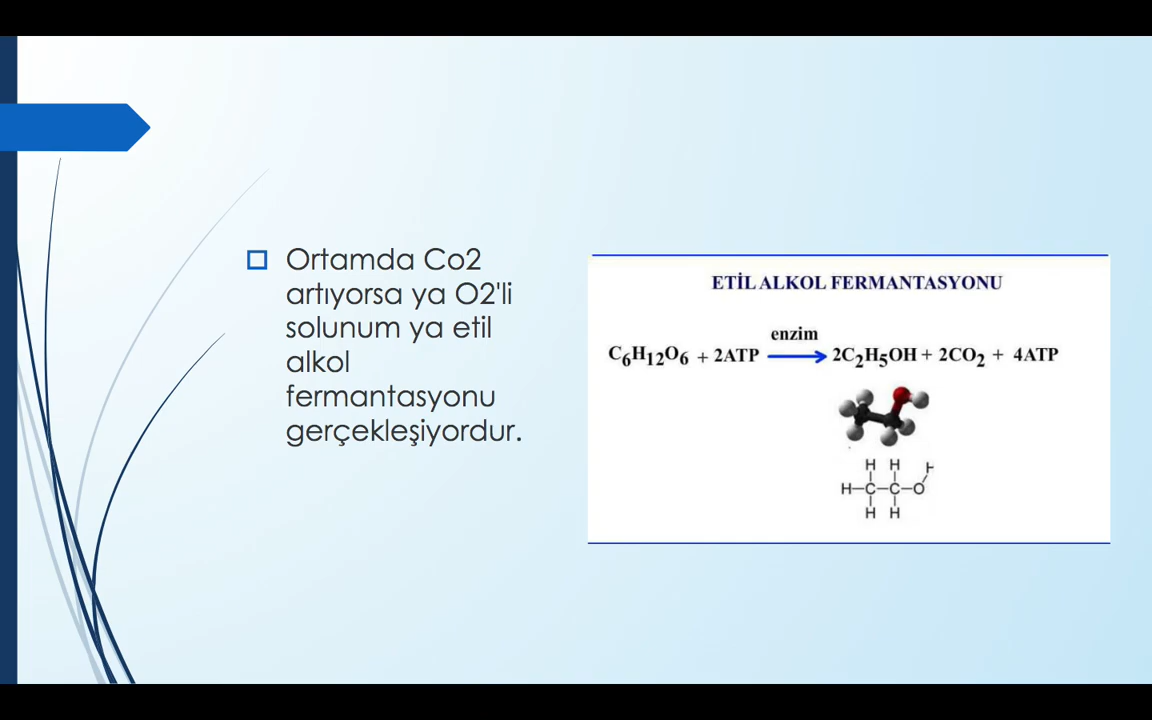 Ortamda Co2
artıyorsa ya O2'li
solunum ya etil
alkol
fermantasyonu
gerçekleşiyordur.
ETİL ALKOL FERMANTASYONU
enzim
C₆H₁₂O₆ + 2ATP → 2C₂H₅OH + 2CO₂ + 4ATP
H H H
H-C-C-O
H H